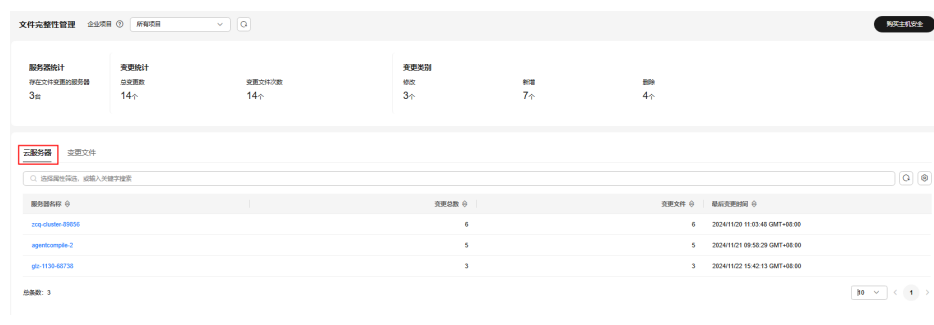 文件完整性管理 企业项目 所有项目 购买主机安全
服务器统计 变更统计 变更类别
存在文件变更的服务器 总变更数 变更文件次数 修改 新增 删除
3台 14个 14个 3个 7个 4个
云服务器 变更文件
选择属性筛选，或输入关键字搜索
服务器名称 变更总数 变更文件 最后变更时间
zcq-cluster-89856 6 6 2024/11/20 11:03:48 GMT+08:00
agentcompile-2 5 5 2024/11/21 09:58:29 GMT+08:00
glz-1130-68738 3 3 2024/11/22 15:42:13 GMT+08:00
总条数: 3 10 1